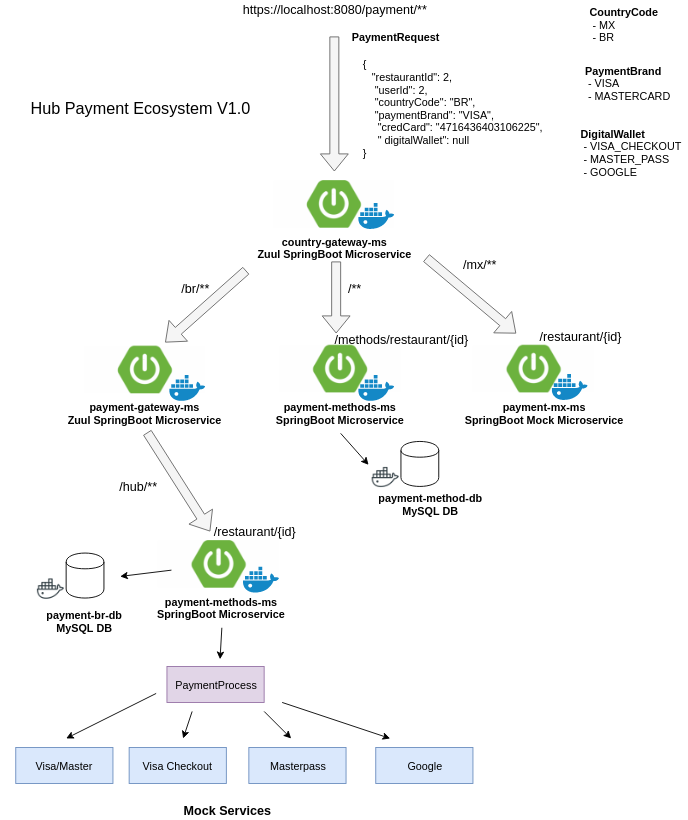 https://localhost:8080/payment/**
CountryCode
- MX
- BR
PaymentRequest
{
"restaurantId": 2,
"userId": 2,
"countryCode": "BR",
"paymentBrand": "VISA",
"credCard": "4716436403106225",
" digitalWallet": null
}
PaymentBrand
- VISA
- MASTERCARD
Hub Payment Ecosystem V1.0
DigitalWallet
- VISA_CHECKOUT
- MASTER_PASS
- GOOGLE
country-gateway-ms
Zuul SpringBoot Microservice
/br/**
/**
/mx/**
/methods/restaurant/{id}
/restaurant/{id}
payment-gateway-ms
Zuul SpringBoot Microservice
payment-methods-ms
SpringBoot Microservice
payment-mx-ms
SpringBoot Mock Microservice
/hub/**
payment-method-db
MySQL DB
/restaurant/{id}
payment-methods-ms
SpringBoot Microservice
payment-br-db
MySQL DB
PaymentProcess
Visa/Master
Visa Checkout
Masterpass
Google
Mock Services